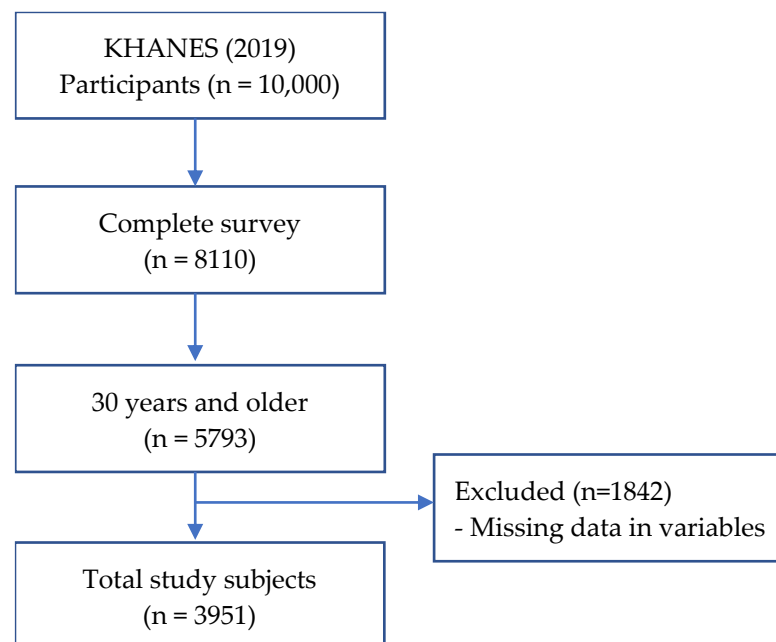 KHANES (2019)
Participants (n = 10,000)
Complete survey
(n = 8110)
30 years and older
(n = 5793)
Excluded (n=1842)
- Missing data in variables
Total study subjects
(n = 3951)